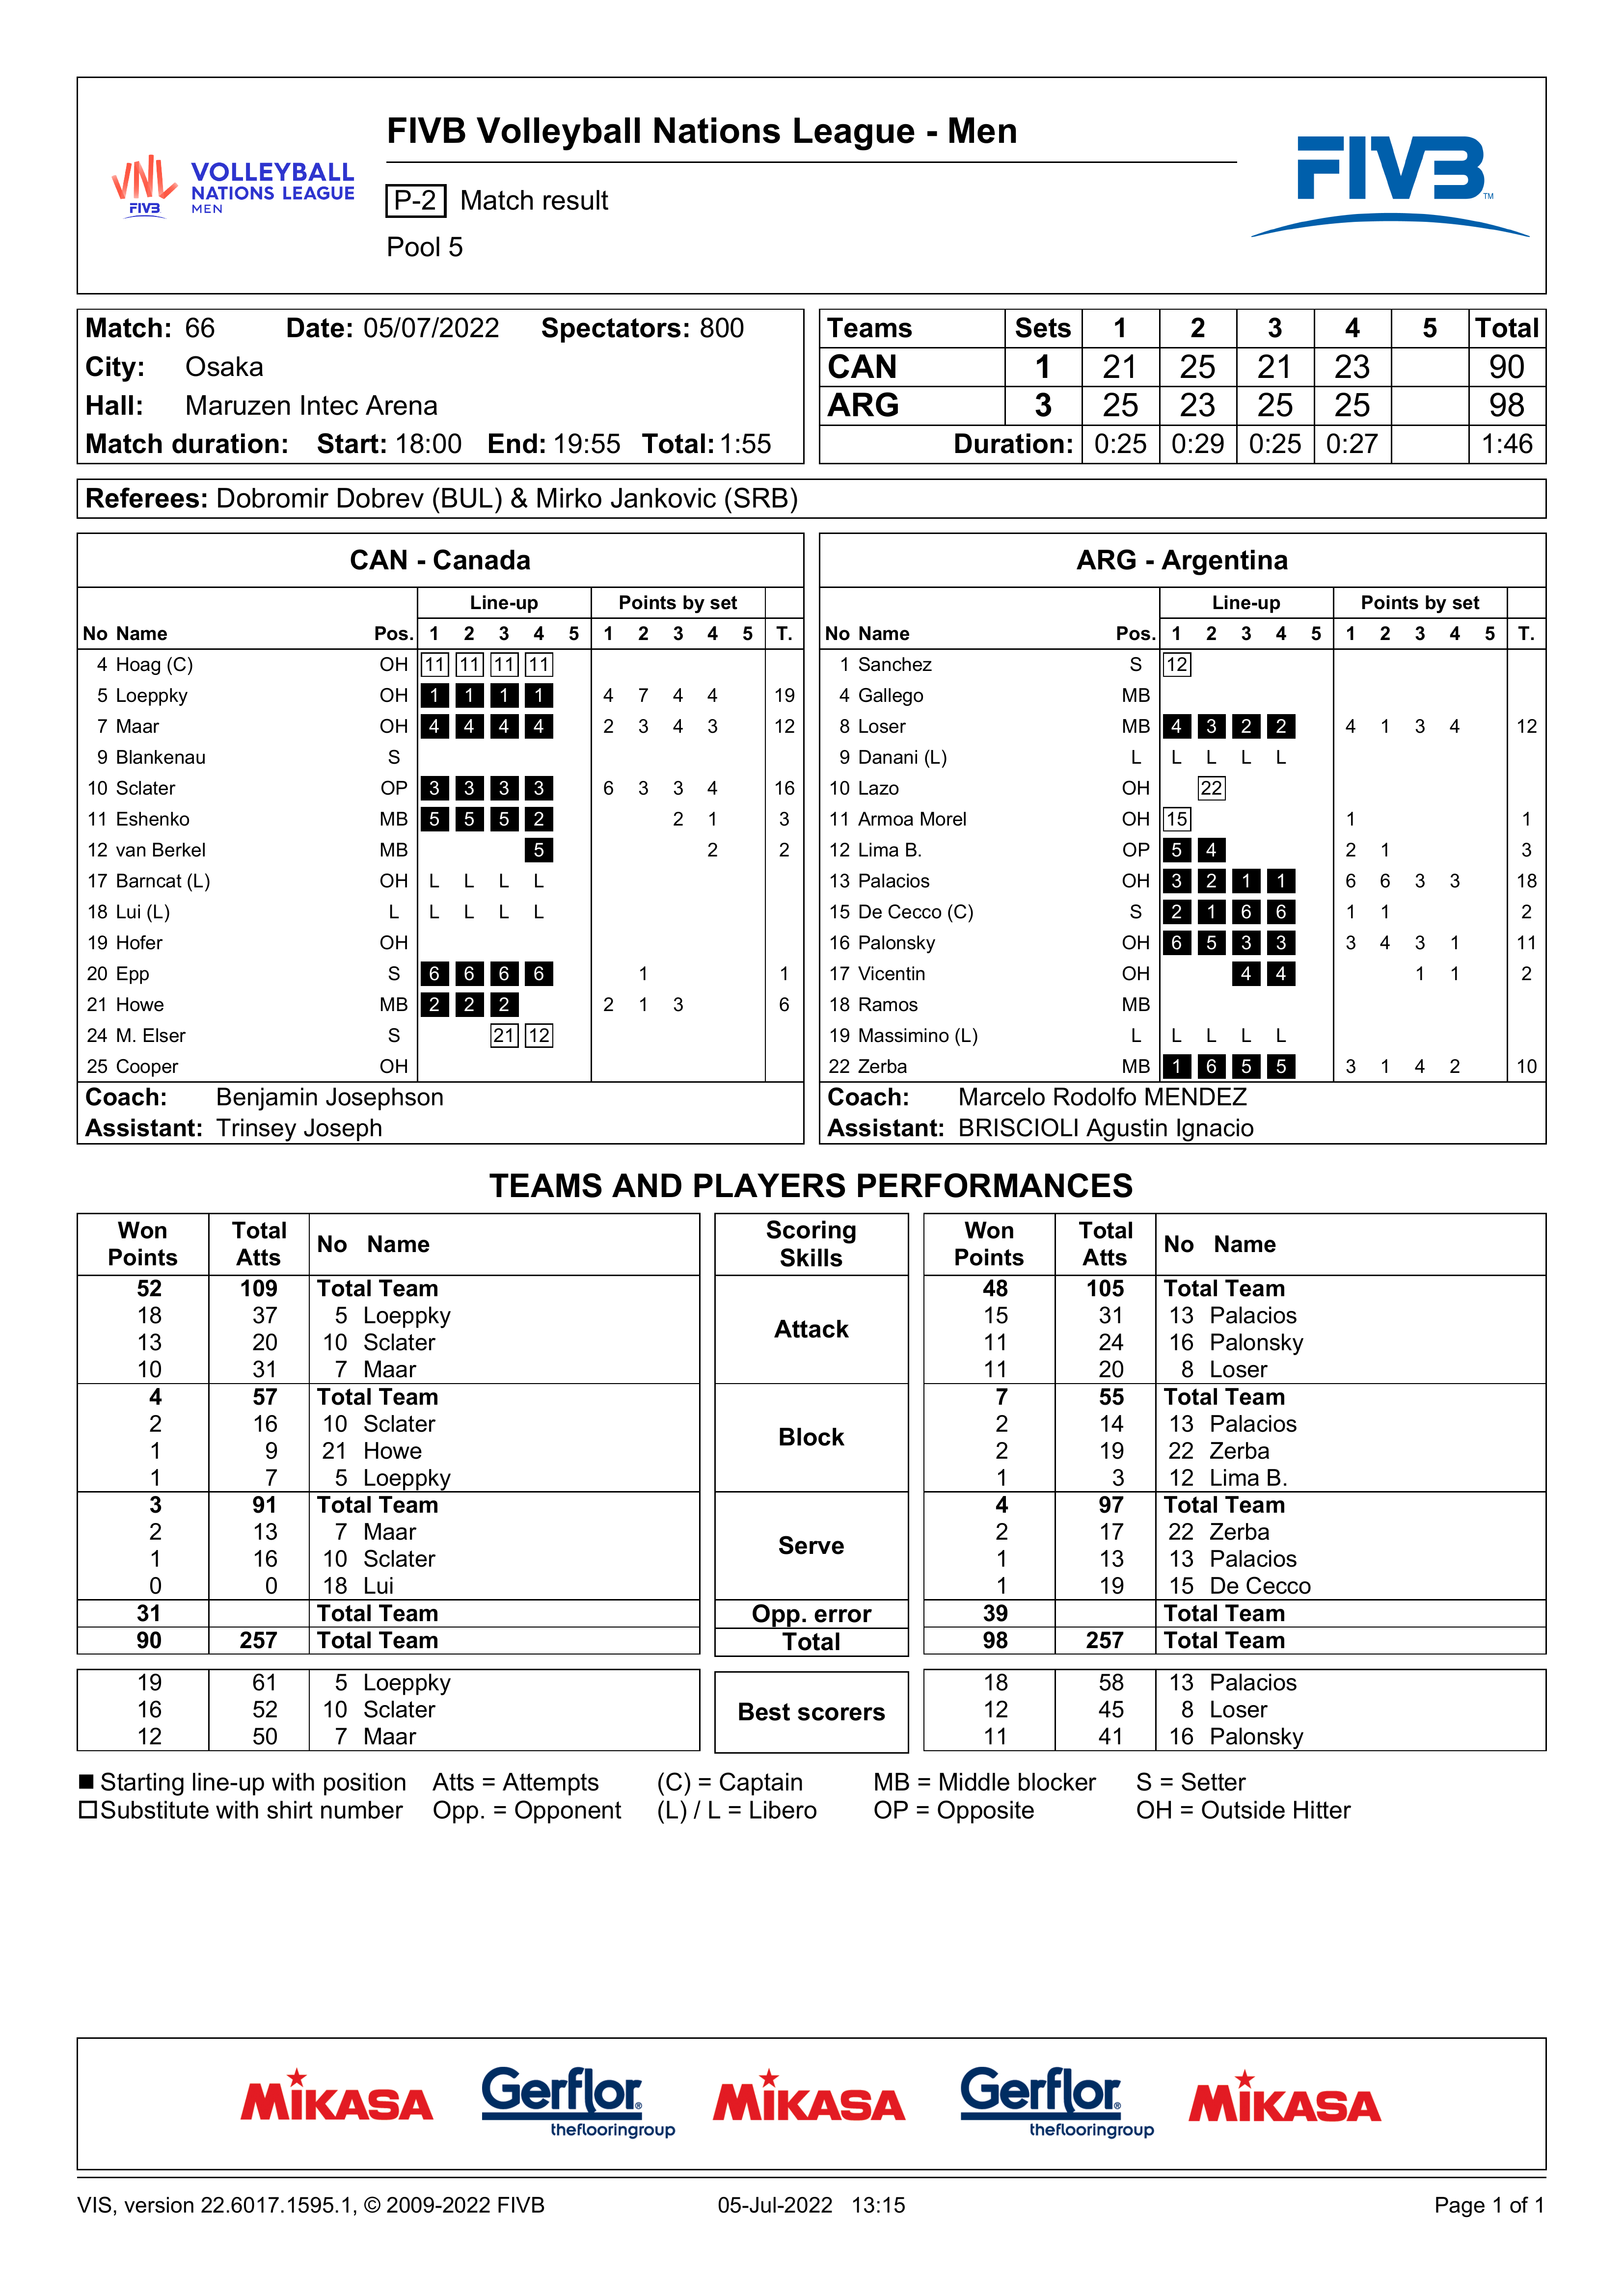 FIVB Volleyball Nations League - Men
VNL FIVB VOLLEYBALL NATIONS LEAGUE MEN
P-2 Match result
FIVB TM
Pool 5
Match: 66 Date: 05/07/2022 Spectators: 800
City: Osaka
Hall: Maruzen Intec Arena
Match duration: Start: 18:00 End: 19:55 Total: 1:55
Teams Sets 1 2 3 4 5 Total
CAN 1 21 25 21 23 90
ARG 3 25 23 25 25 98
Duration: 0:25 0:29 0:25 0:27 1:46
Referees: Dobromir Dobrev (BUL) & Mirko Jankovic (SRB)
CAN - Canada
Line-up Points by set
No Name Pos. 1 2 3 4 5 1 2 3 4 5 T.
4 Hoag (C) OH 11 11 11 11
5 Loeppky OH 1 1 1 1 4 7 4 4 19
7 Maar OH 4 4 4 4 2 3 4 3 12
9 Blankenau S
10 Sclater OP 3 3 3 3 6 3 3 4 16
11 Eshenko MB 5 5 5 2 2 1 3
12 van Berkel MB 5 2 2
17 Barncat (L) OH L L L L
18 Lui (L) L L L L L
19 Hofer OH
20 Epp S 6 6 6 6 1 1
21 Howe MB 2 2 2 2 1 3 6
24 M. Elser S 21 12
25 Cooper OH
Coach: Benjamin Josephson
Assistant: Trinsey Joseph
ARG - Argentina
Line-up Points by set
No Name Pos. 1 2 3 4 5 1 2 3 4 5 T.
1 Sanchez S 12
4 Gallego MB
8 Loser MB 4 3 2 2 4 1 3 4 12
9 Danani (L) L L L L L
10 Lazo OH 22
11 Armoa Morel OH 15 1 1
12 Lima B. OP 5 4 2 1 3
13 Palacios OH 3 2 1 1 6 6 3 3 18
15 De Cecco (C) S 2 1 6 6 1 1 2
16 Palonsky OH 6 5 3 3 3 4 3 1 11
17 Vicentin OH 4 4 1 1 2
18 Ramos MB
19 Massimino (L) L L L L L
22 Zerba MB 1 6 5 5 3 1 4 2 10
Coach: Marcelo Rodolfo MENDEZ
Assistant: BRISCIOLI Agustin Ignacio
TEAMS AND PLAYERS PERFORMANCES
Won Points Total Atts No Name Scoring Skills Won Points Total Atts No Name
52 109 Total Team Attack 48 105 Total Team
18 37 5 Loeppky 15 31 13 Palacios
13 20 10 Sclater 11 24 16 Palonsky
10 31 7 Maar 11 20 8 Loser
4 57 Total Team Block 7 55 Total Team
2 16 10 Sclater 2 14 13 Palacios
1 9 21 Howe 2 19 22 Zerba
1 7 5 Loeppky 1 3 12 Lima B.
3 91 Total Team Serve 4 97 Total Team
2 13 7 Maar 2 17 22 Zerba
1 16 10 Sclater 1 13 13 Palacios
0 0 18 Lui 1 19 15 De Cecco
31 Total Team Opp. error 39 Total Team
90 257 Total Team Total 98 257 Total Team
19 61 5 Loeppky Best scorers 18 58 13 Palacios
16 52 10 Sclater 12 45 8 Loser
12 50 7 Maar 11 41 16 Palonsky
Starting line-up with position Atts = Attempts (C) = Captain MB = Middle blocker S = Setter
Substitute with shirt number Opp. = Opponent (L) / L = Libero OP = Opposite OH = Outside Hitter
MIKASA Gerflor® theflooringgroup MIKASA Gerflor® theflooringgroup MIKASA
VIS, version 22.6017.1595.1, © 2009-2022 FIVB 05-Jul-2022 13:15 Page 1 of 1